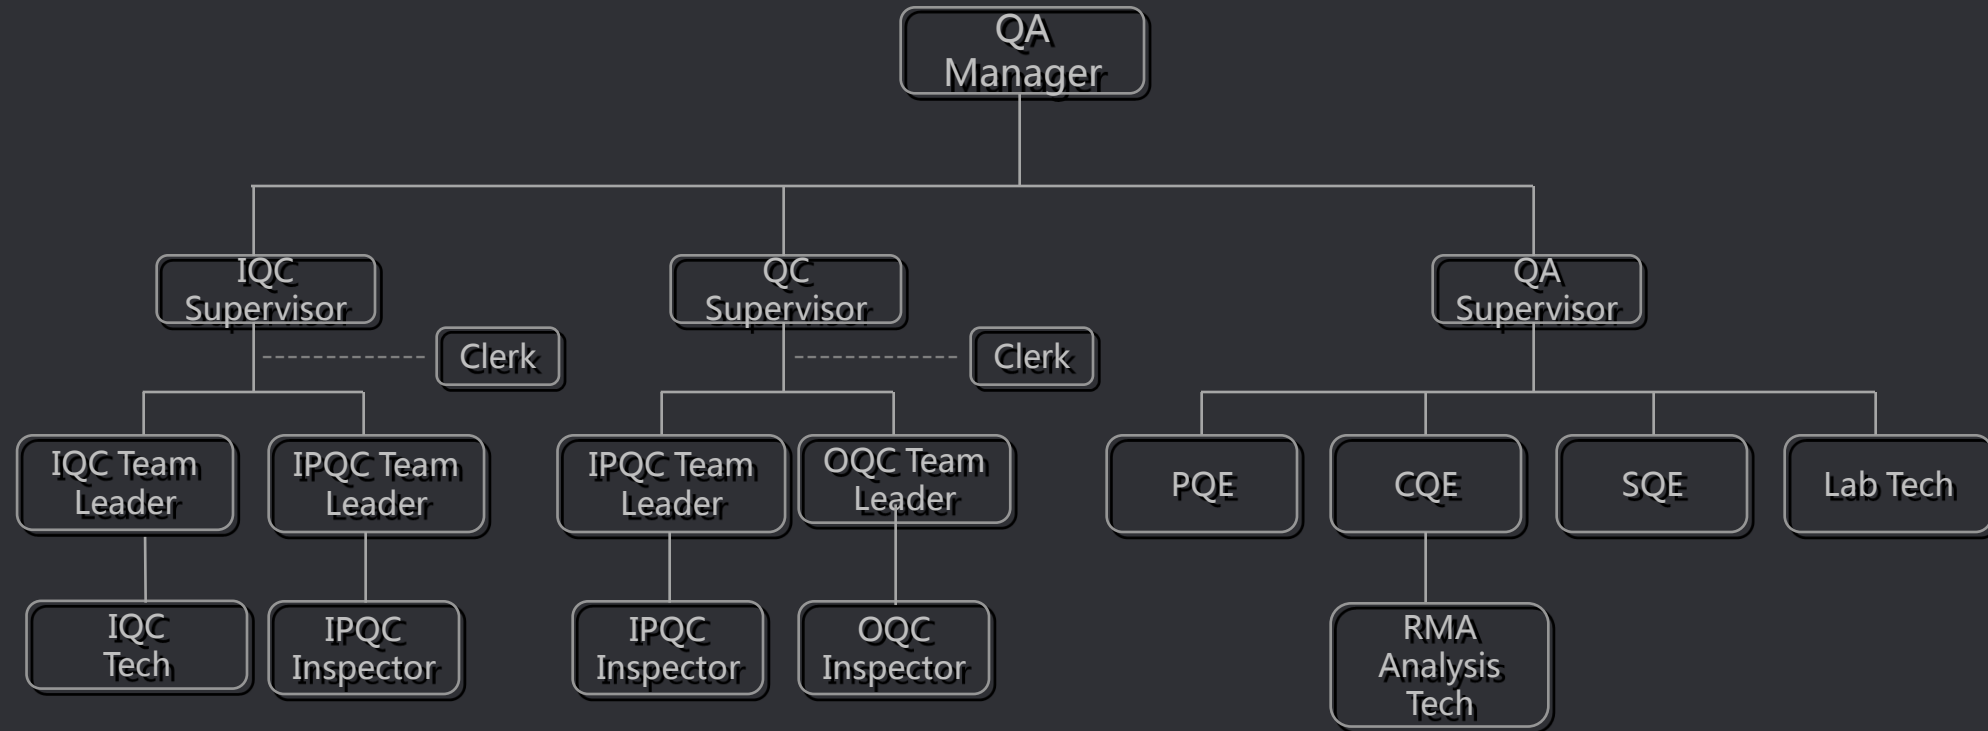 QA
Manager
IQC
Supervisor
QC
Supervisor
QA
Supervisor
Clerk
Clerk
IQC Team
Leader
IPQC Team
Leader
IPQC Team
Leader
OQC Team
Leader
PQE
CQE
SQE
Lab Tech
IQC
Tech
IPQC
Inspector
IPQC
Inspector
OQC
Inspector
RMA
Analysis
Tech